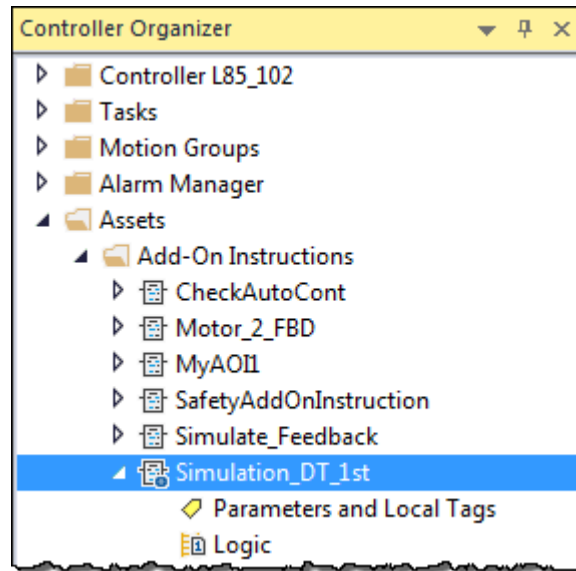 Controller Organizer
Controller L85_102
Tasks
Motion Groups
Alarm Manager
Assets
Add-On Instructions
CheckAutoCont
Motor_2_FBD
MyAOI1
SafetyAddOnInstruction
Simulate_Feedback
Simulation_DT_1st
Parameters and Local Tags
Logic